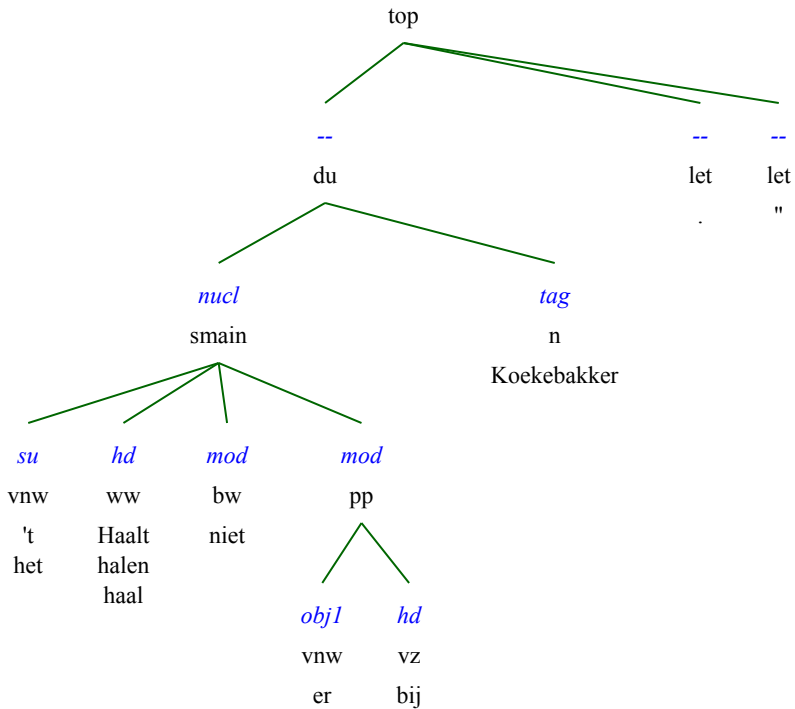 top
-- -- --
du let let
. "
nucl tag
smain n
Koekebakker
su hd mod mod
vnw ww bw pp
't Haalt niet
het halen
haal
obj1 hd
vnw vz
er bij